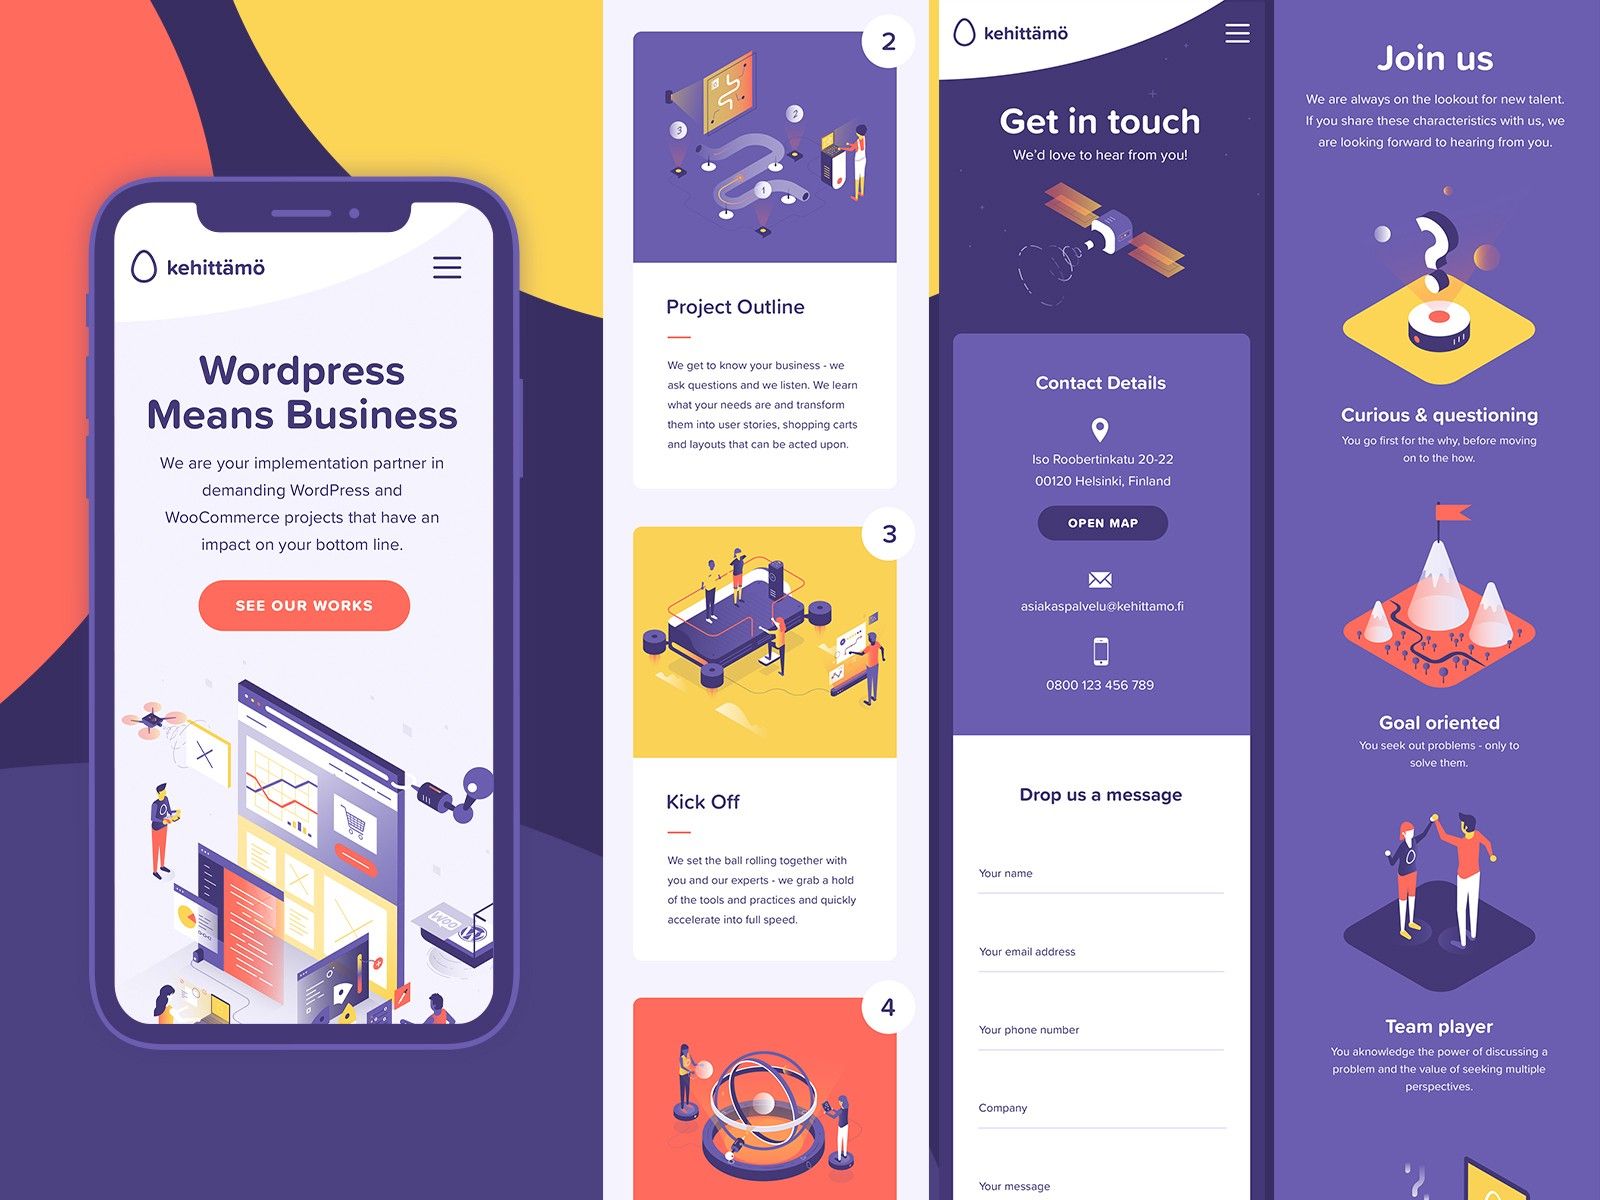 kehittämö
Wordpress
Means Business
We are your implementation partner in
demanding WordPress and
WooCommerce projects that have an
impact on your bottom line.
SEE OUR WORKS
Woo
2
3
2
1
Project Outline
We get to know your business - we
ask questions and we listen. We learn
what your needs are and transform
them into user stories, shopping carts
and layouts that can be acted upon.
3
Kick Off
We set the ball rolling together with
you and our experts - we grab a hold
of the tools and practices and quickly
accelerate into full speed.
4
kehittämö
Get in touch
We'd love to hear from you!
Contact Details
Iso Roobertinkatu 20-22
00120 Helsinki, Finland
OPEN MAP
asiakaspalvelu@kehittamo.fi
0800 123 456 789
Drop us a message
Your name
Your email address
Your phone number
Company
Your message
Join us
We are always on the lookout for new talent.
If you share these characteristics with us, we
are looking forward to hearing from you.
Curious & questioning
You go first for the why, before moving
on to the how.
Goal oriented
You seek out problems - only to
solve them.
Team player
You aknowledge the power of discussing a
problem and the value of seeking multiple
perspectives.